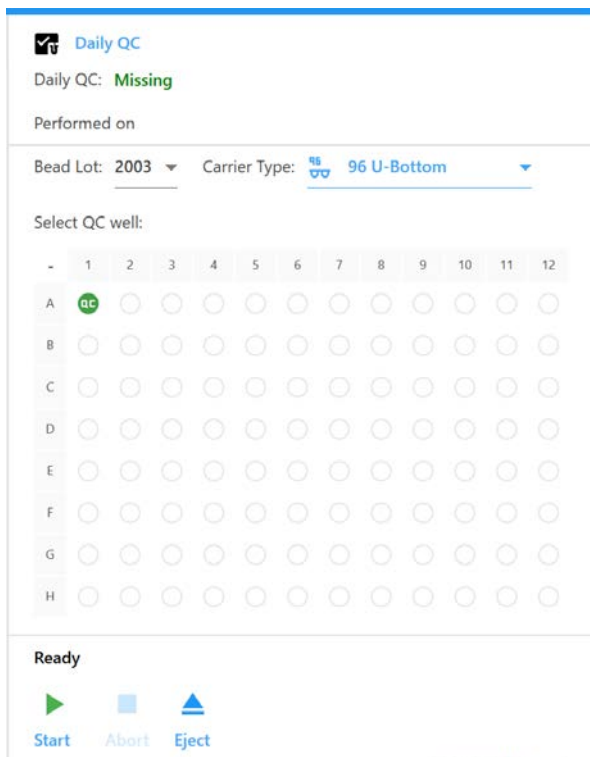 Daily QC
Daily QC: Missing
Performed on
Bead Lot: 2003 Carrier Type: 96 96 U-Bottom
Select QC well:
- 1 2 3 4 5 6 7 8 9 10 11 12
A QC
B
C
D
E
F
G
H
Ready
Start Abort Eject